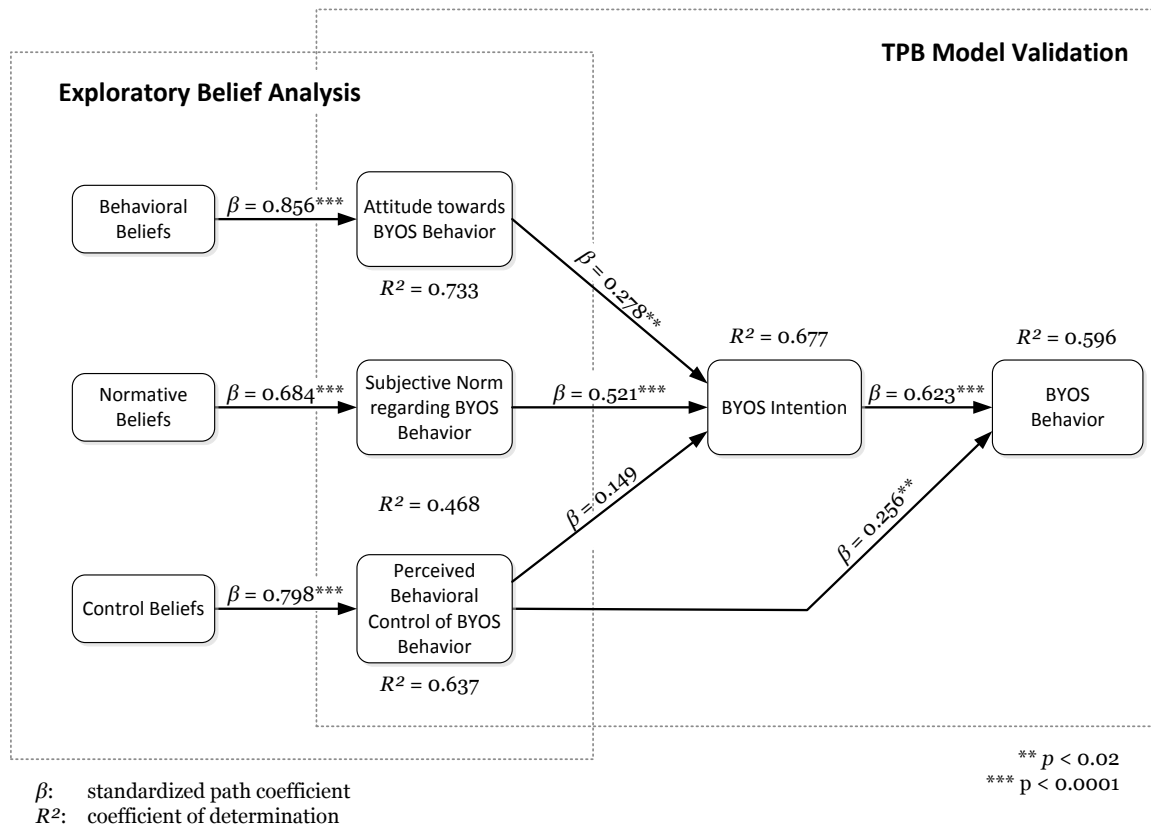 TPB Model Validation
Exploratory Belief Analysis
Behavioral
Beliefs
β = 0.856***
Attitude towards
BYOS Behavior
R² = 0.733
β = 0.278**
Normative
Beliefs
β = 0.684***
Subjective Norm
regarding BYOS
Behavior
R² = 0.468
β = 0.521***
R² = 0.677
BYOS Intention
β = 0.623***
R² = 0.596
BYOS
Behavior
Control Beliefs
β = 0.798***
Perceived
Behavioral
Control of BYOS
Behavior
R² = 0.637
β = 0.149
β = 0.256**
** p < 0.02
*** p < 0.0001
β: standardized path coefficient
R²: coefficient of determination